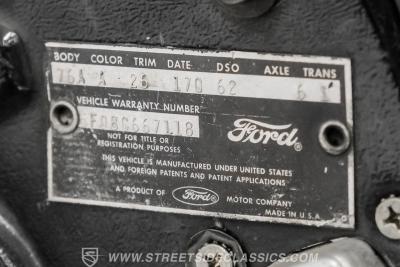 BODY COLOR TRIM DATE DSO AXLE TRANS
76A A 26 17O 62 6 1
VEHICLE WARRANTY NUMBER
F08C667118
Ford
NOT FOR TITLE OR
REGISTRATION PURPOSES
THIS VEHICLE IS MANUFACTURED UNDER UNITED STATES
AND FOREIGN PATENTS AND PATENT APPLICATIONS
A PRODUCT OF Ford MOTOR COMPANY
MADE IN U.S.A.
WWW.STREETSIDECLASSICS.COM